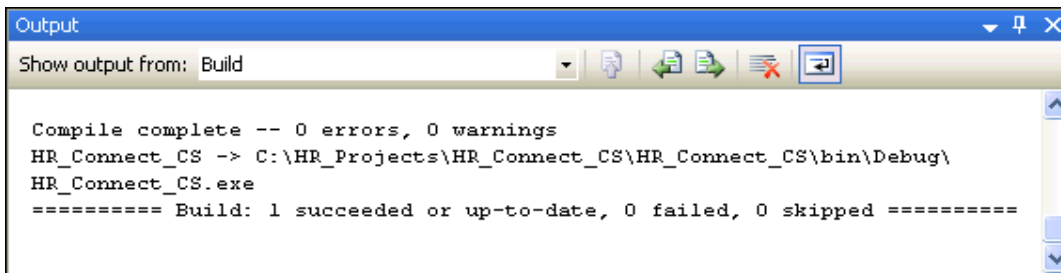 Output
Show output from: Build
Compile complete -- 0 errors, 0 warnings
HR_Connect_CS -> C:\HR_Projects\HR_Connect_CS\HR_Connect_CS\bin\Debug\
HR_Connect_CS.exe
========== Build: 1 succeeded or up-to-date, 0 failed, 0 skipped ==========